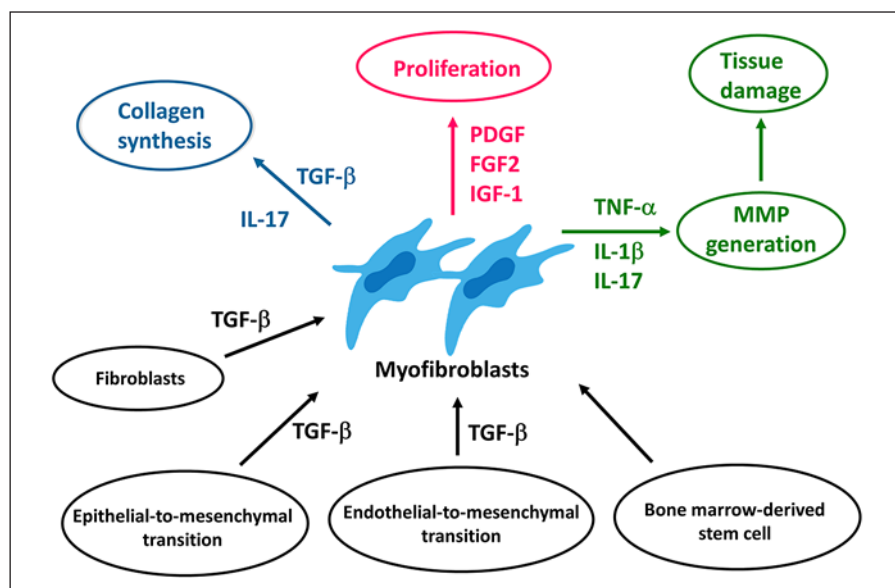 Proliferation
Tissue
damage
Collagen
synthesis
PDGF
FGF2
IGF-1
TGF-β
IL-17
TNF-α
IL-1β
IL-17
MMP
generation
TGF-β
Fibroblasts
Myofibroblasts
TGF-β
TGF-β
Epithelial-to-mesenchymal
transition
Endothelial-to-mesenchymal
transition
Bone marrow-derived
stem cell